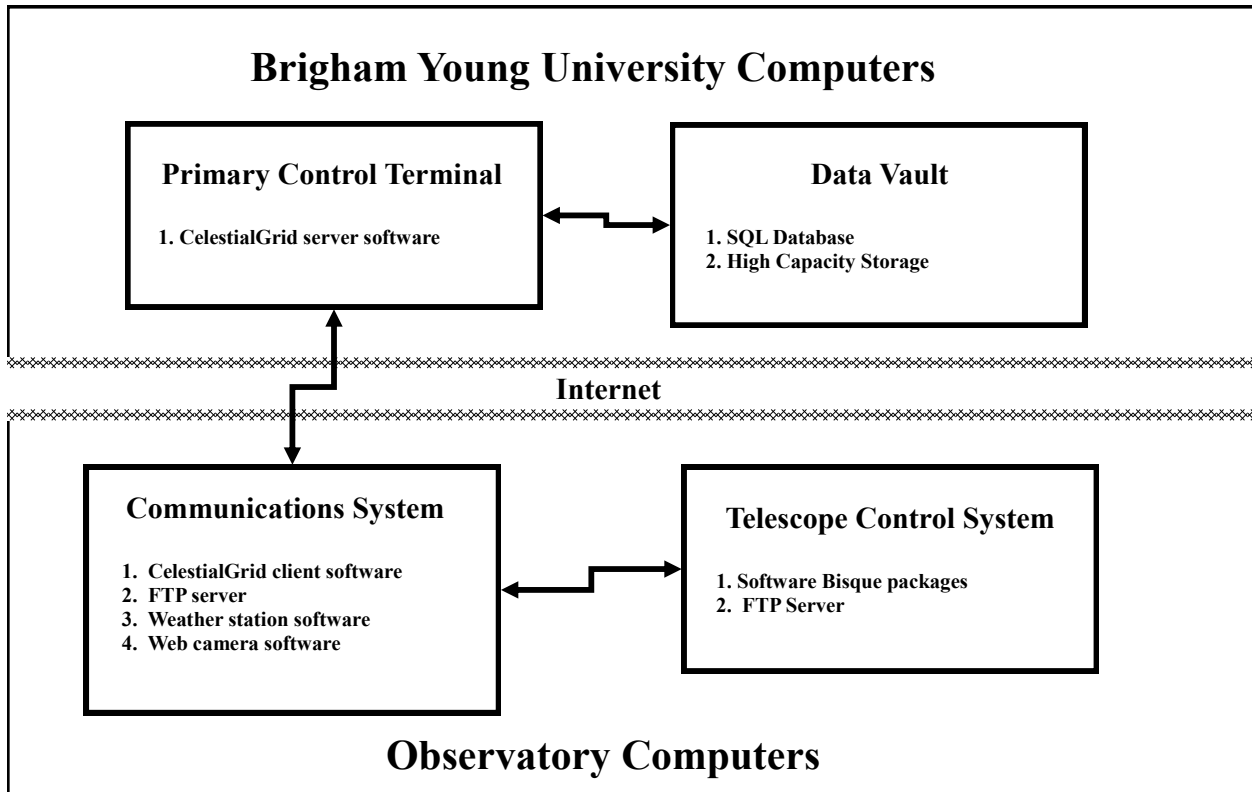 Brigham Young University Computers
Primary Control Terminal
1. CelestialGrid server software
Data Vault
1. SQL Database
2. High Capacity Storage
Internet
Communications System
1. CelestialGrid client software
2. FTP server
3. Weather station software
4. Web camera software
Telescope Control System
1. Software Bisque packages
2. FTP Server
Observatory Computers